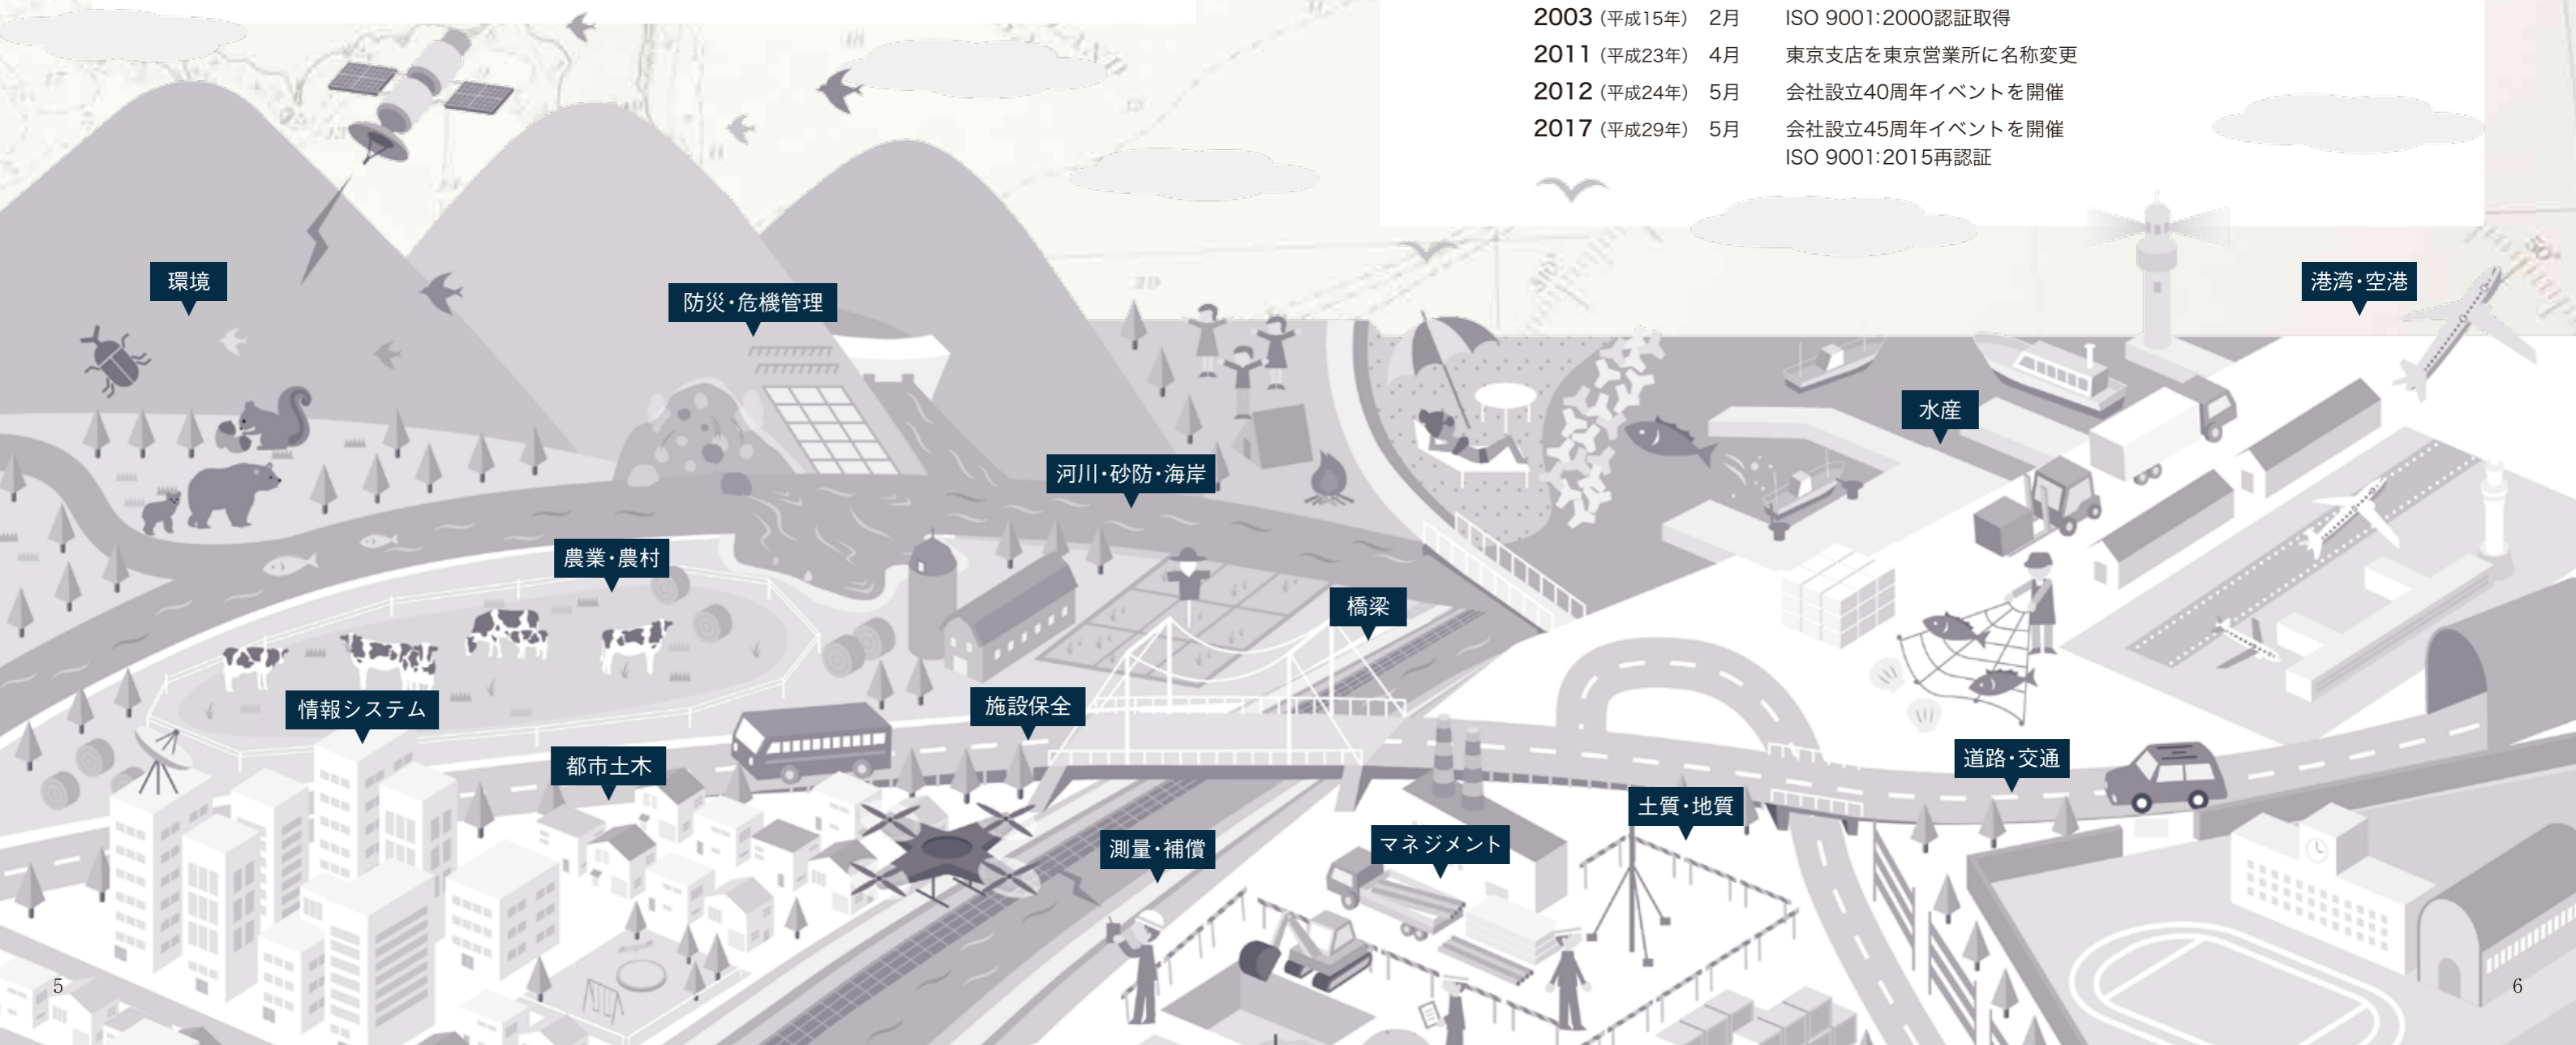 2003（平成15年） 2月 ISO 9001:2000認証取得
2011（平成23年） 4月 東京支店を東京営業所に名称変更
2012（平成24年） 5月 会社設立40周年イベントを開催
2017（平成29年） 5月 会社設立45周年イベントを開催
ISO 9001:2015再認証
環境
防災・危機管理
港湾・空港
水産
河川・砂防・海岸
農業・農村
橋梁
情報システム
施設保全
都市土木
道路・交通
土質・地質
測量・補償
マネジメント
5
6